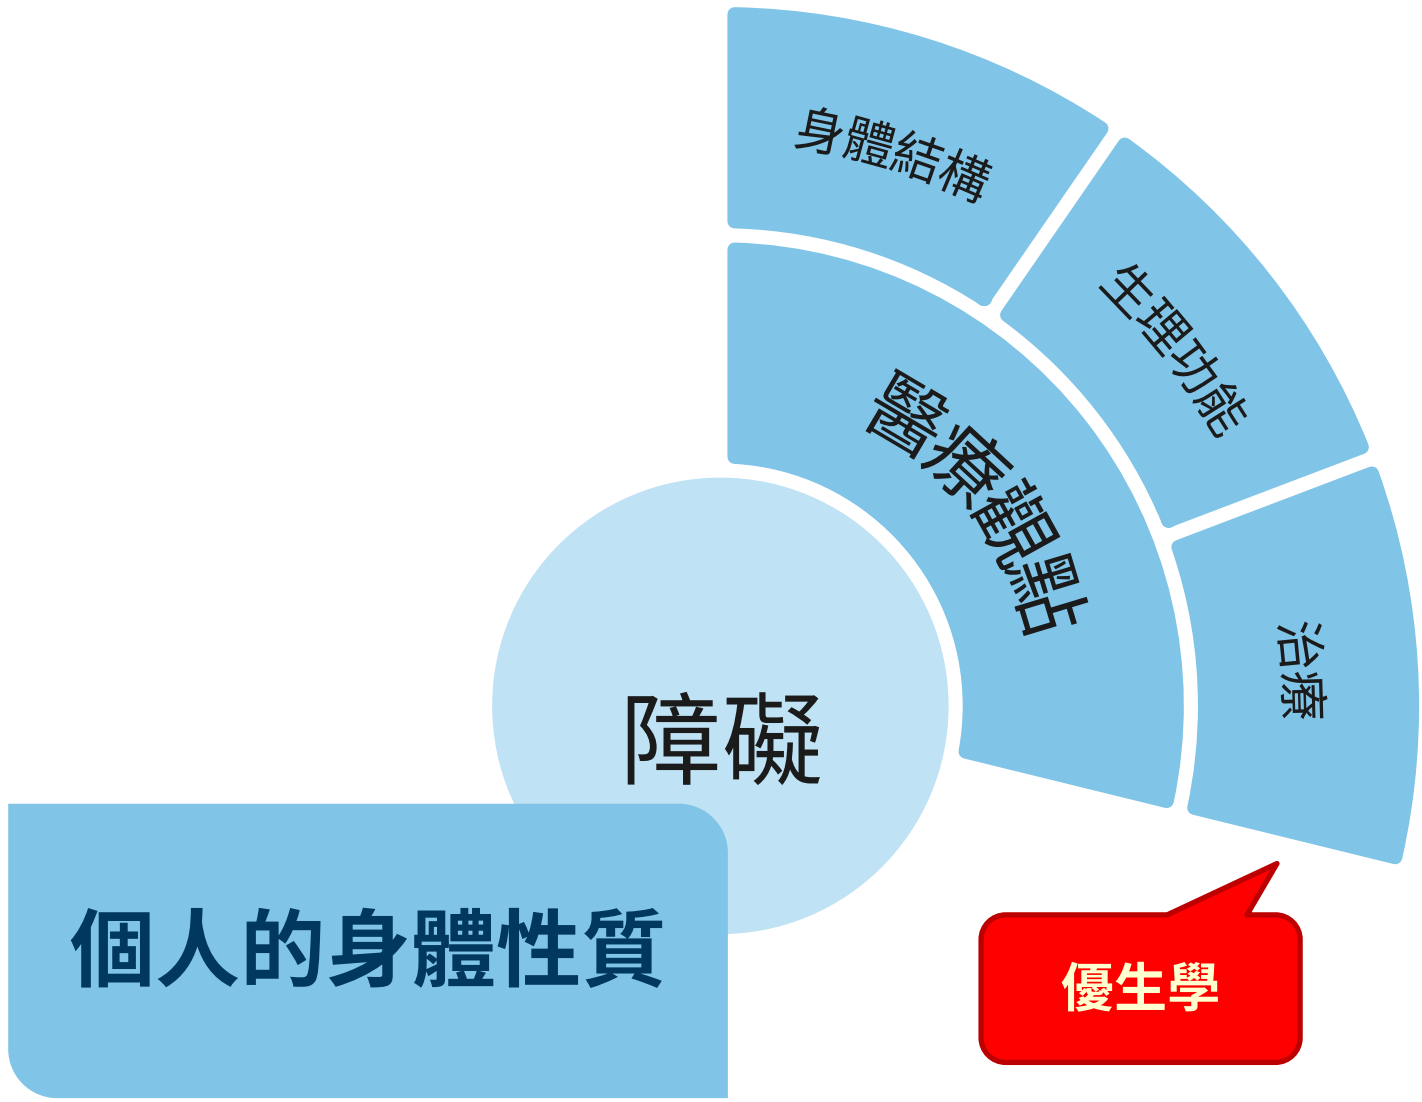 身體結構
生理功能
醫療觀點
治療
障礙
個人的身體性質
優生學